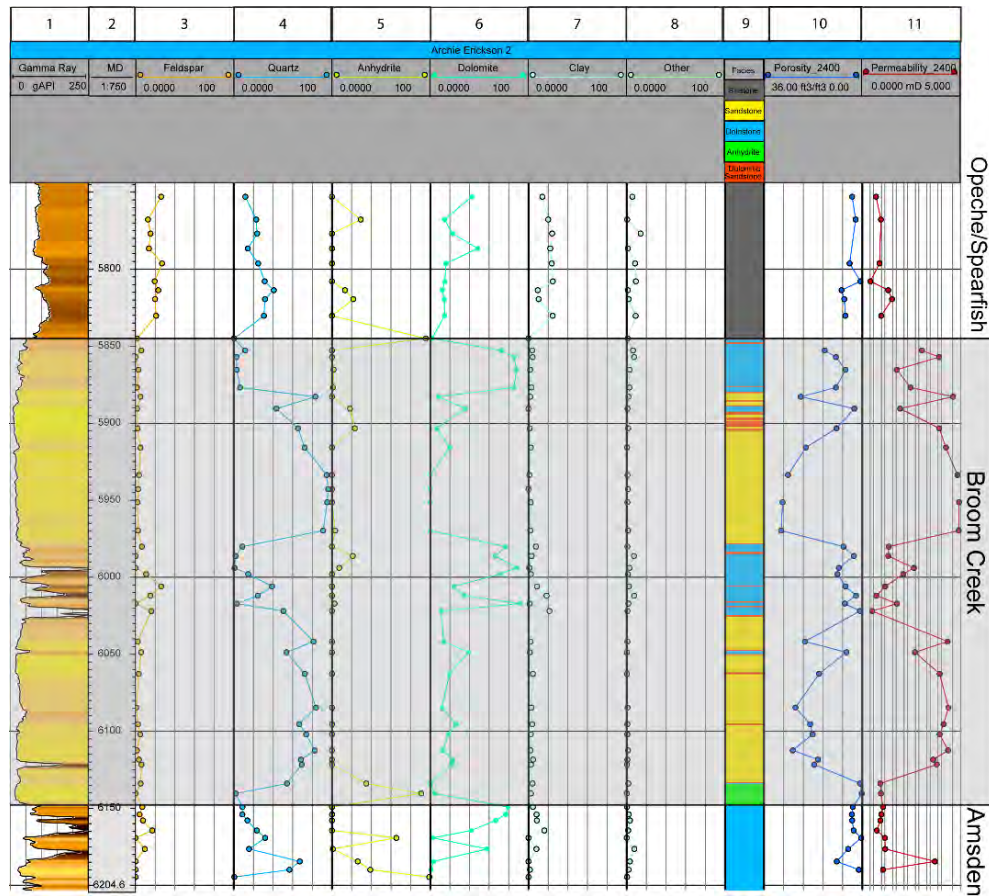 1 2 3 4 5 6 7 8 9 10 11
Archie Erickson 2
Gamma Ray MD Feldspar Quartz Anhydrite Dolomite Clay Other Facies Porosity_2400 Permeability_2400
0 gAPI 250 1:750 0.0000 100 0.0000 100 0.0000 100 0.0000 100 0.0000 100 0.0000 100 Siltstone 36.00 ft3/ft3 0.00 0.0000 mD 5,000
Sandstone
Dolostone
Anhydrite
Dolomitic
Sandstone
Opeche/Spearfish
5800
5850
Broom Creek
5900
5950
6000
6050
6100
6150
Amsden
6204.6